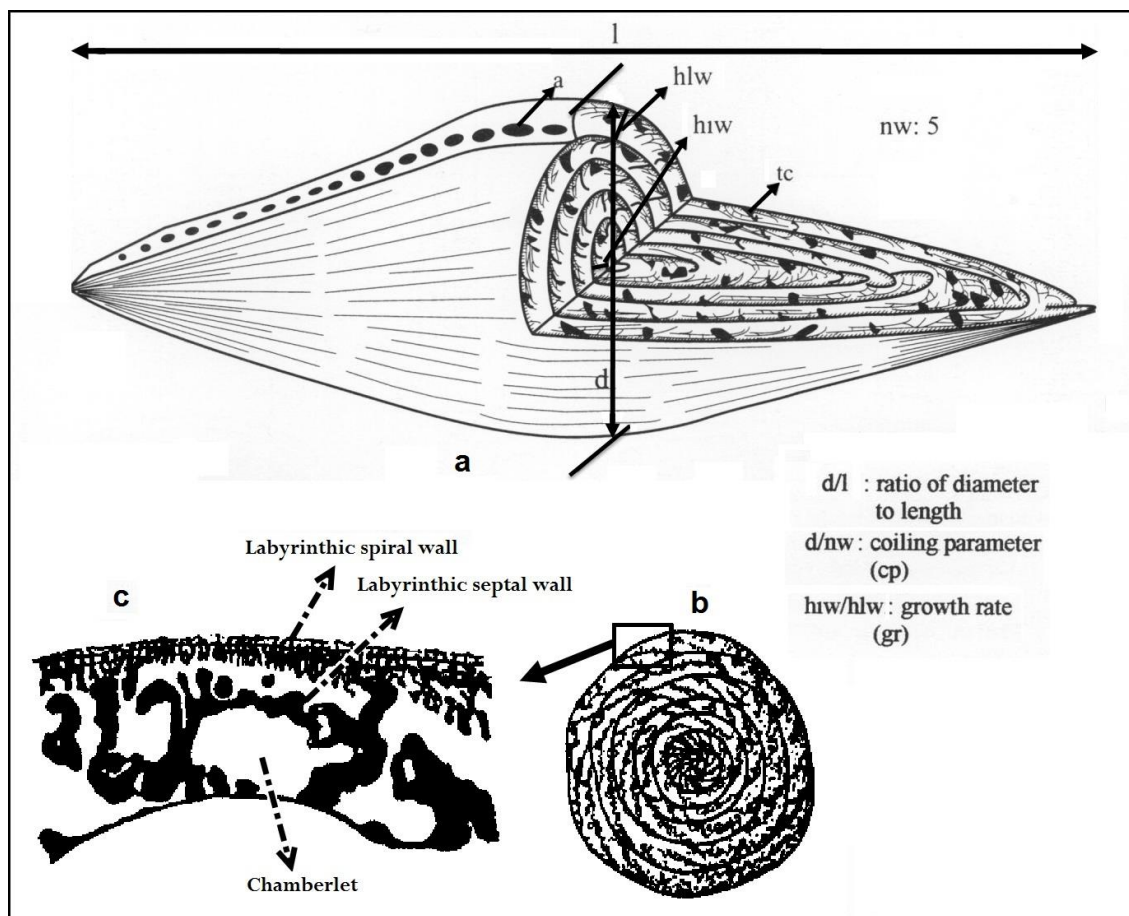 l
a
hlw
hıw
nw: 5
tc
d
a
d/l : ratio of diameter
to length
d/nw : coiling parameter
(cp)
hıw/hlw : growth rate
(gr)
Labyrinthic spiral wall
Labyrinthic septal wall
c
b
Chamberlet